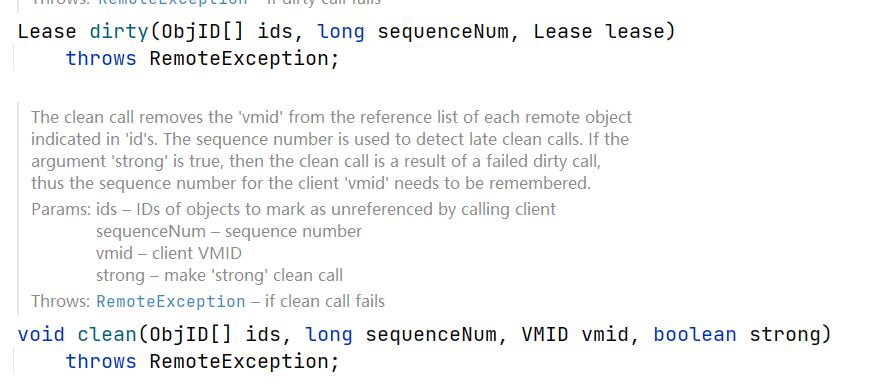 Throws: RemoteException – if dirty call fails
Lease dirty(ObjID[] ids, long sequenceNum, Lease lease)
throws RemoteException;
The clean call removes the 'vmid' from the reference list of each remote object
indicated in 'id's. The sequence number is used to detect late clean calls. If the
argument 'strong' is true, then the clean call is a result of a failed dirty call,
thus the sequence number for the client 'vmid' needs to be remembered.
Params: ids – IDs of objects to mark as unreferenced by calling client
sequenceNum – sequence number
vmid – client VMID
strong – make 'strong' clean call
Throws: RemoteException – if clean call fails
void clean(ObjID[] ids, long sequenceNum, VMID vmid, boolean strong)
throws RemoteException;